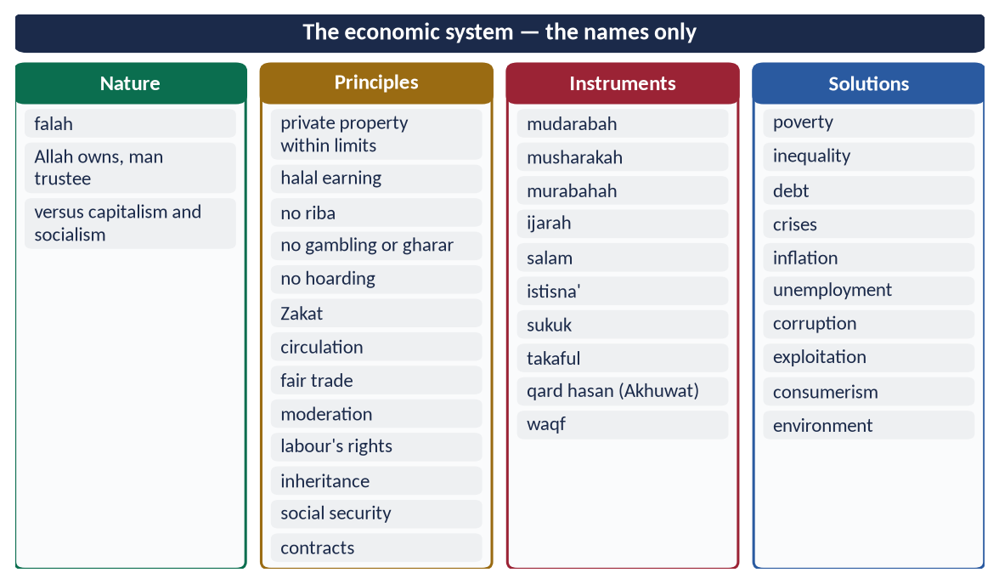 The economic system — the names only
Nature
falah
Allah owns, man
trustee
versus capitalism and
socialism
Principles
private property
within limits
halal earning
no riba
no gambling or gharar
no hoarding
Zakat
circulation
fair trade
moderation
labour's rights
inheritance
social security
contracts
Instruments
mudarabah
musharakah
murabahah
ijarah
salam
istisna'
sukuk
takaful
qard hasan (Akhuwat)
waqf
Solutions
poverty
inequality
debt
crises
inflation
unemployment
corruption
exploitation
consumerism
environment